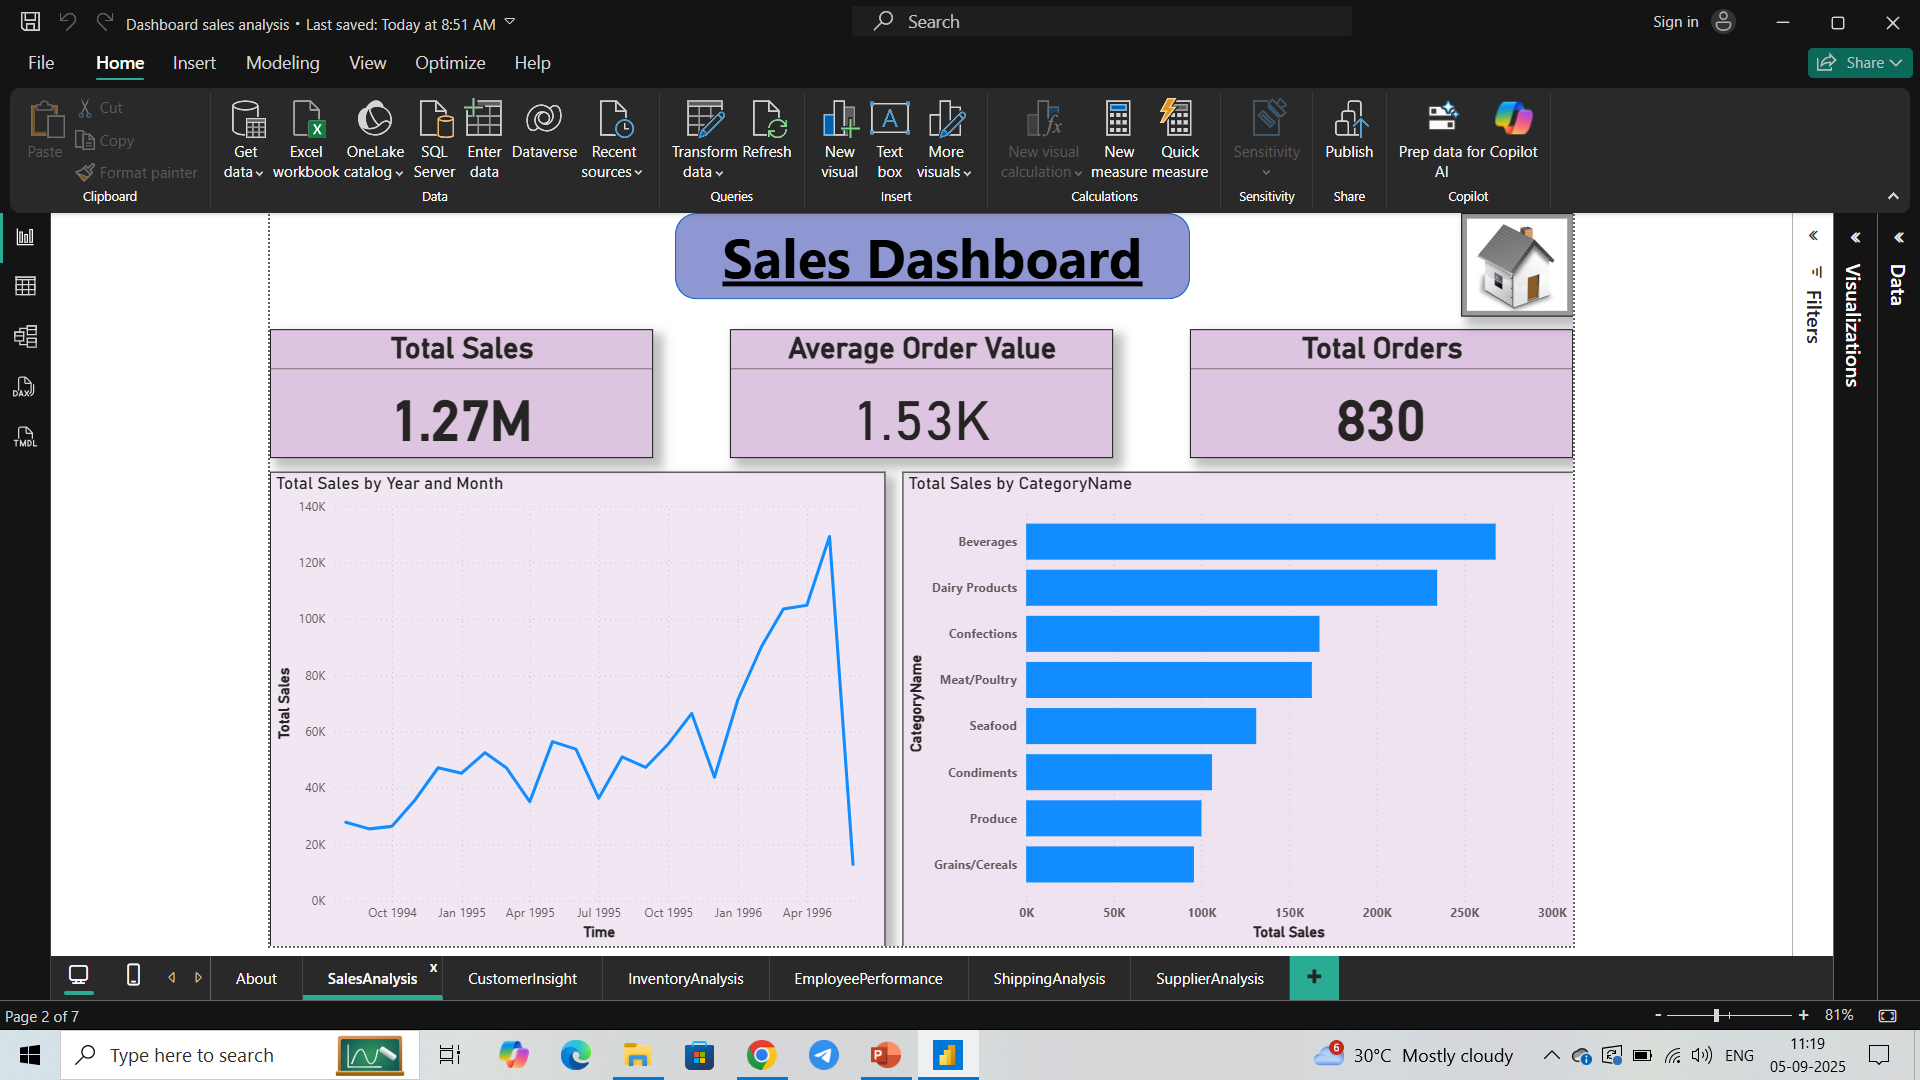 Dashboard sales analysis • Last saved: Today at 8:51 AM
Search
Sign in
File Home Insert Modeling View Optimize Help
Share
Paste
Cut
Copy
Format painter
Clipboard
Get data
Excel workbook
OneLake catalog
SQL Server
Enter data
Dataverse
Recent sources
Data
Transform data
Refresh
Queries
New visual
Text box
More visuals
Insert
New visual calculation
New measure
Quick measure
Calculations
Sensitivity
Sensitivity
Publish
Share
Prep data for AI
Copilot
Copilot
DAX
TMDL
Sales Dashboard
Total Sales
1.27M
Average Order Value
1.53K
Total Orders
830
Total Sales by Year and Month
Total Sales
140K
120K
100K
80K
60K
40K
20K
0K
Oct 1994 Jan 1995 Apr 1995 Jul 1995 Oct 1995 Jan 1996 Apr 1996
Time
Total Sales by CategoryName
CategoryName
Beverages
Dairy Products
Confections
Meat/Poultry
Seafood
Condiments
Produce
Grains/Cereals
0K 50K 100K 150K 200K 250K 300K
Total Sales
Filters
Visualizations
Data
About SalesAnalysis x CustomerInsight InventoryAnalysis EmployeePerformance ShippingAnalysis SupplierAnalysis +
Page 2 of 7
- + 81%
Type here to search
6
30°C Mostly cloudy
ENG
11:19
05-09-2025